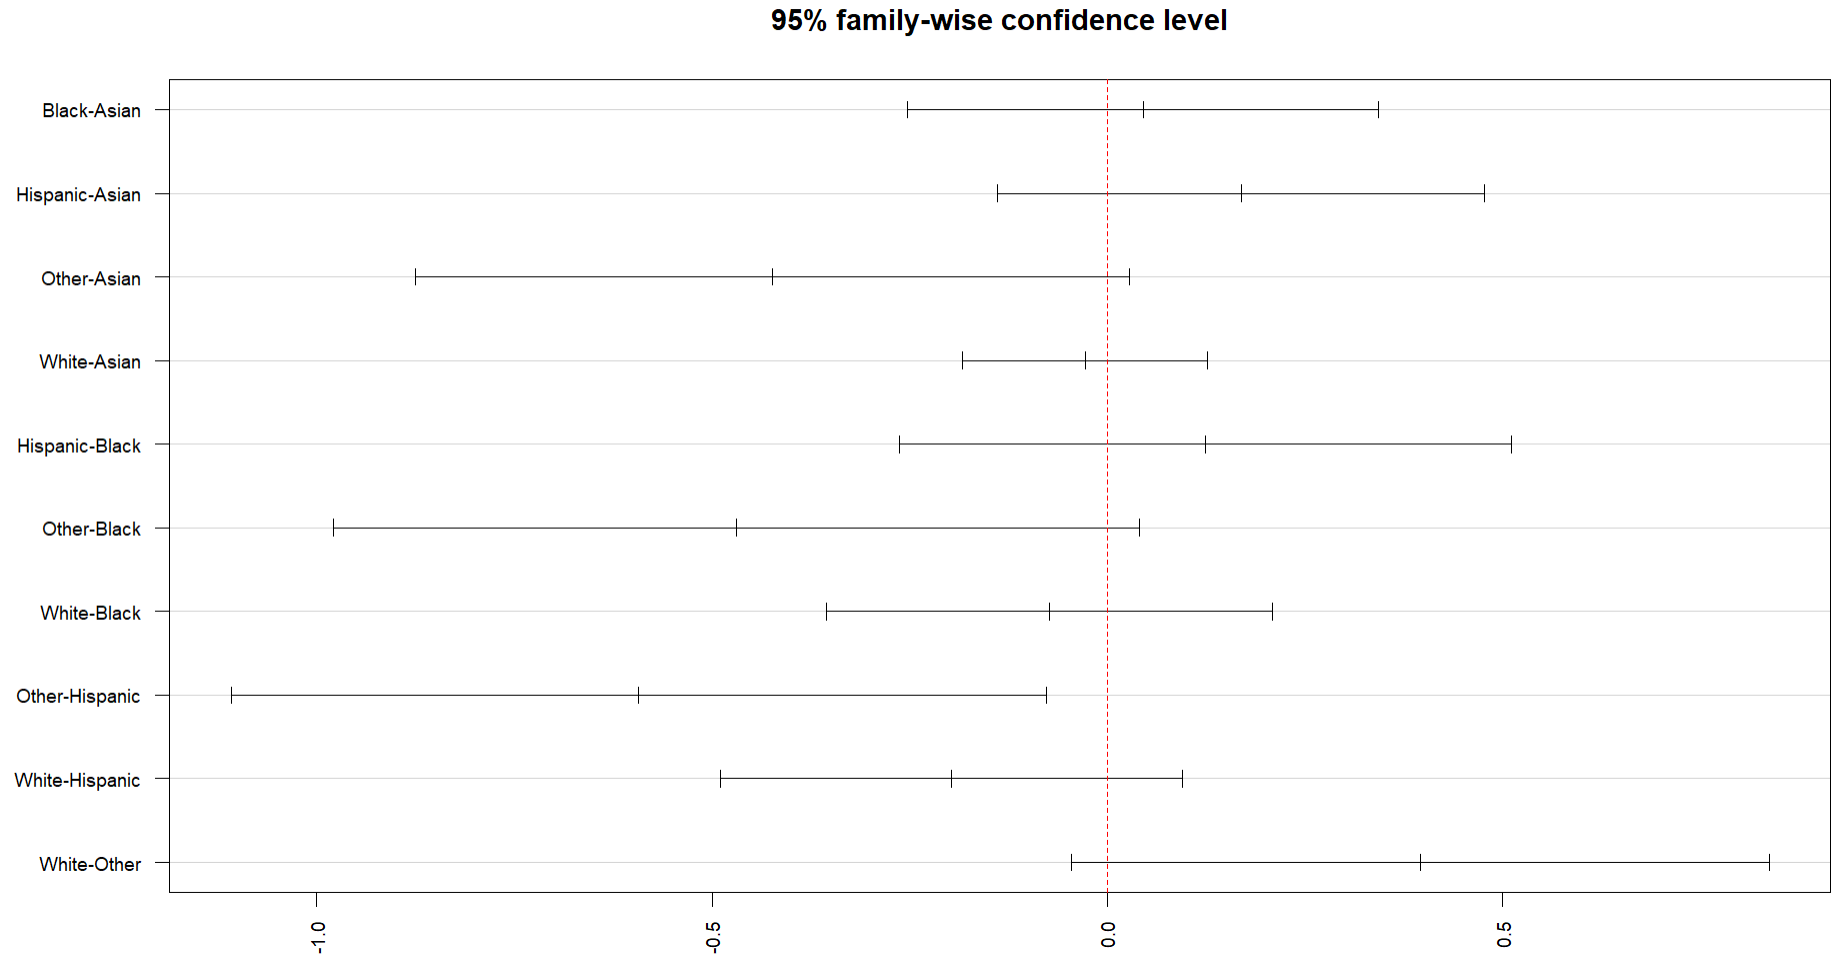 95% family-wise confidence level
Black-Asian
Hispanic-Asian
Other-Asian
White-Asian
Hispanic-Black
Other-Black
White-Black
Other-Hispanic
White-Hispanic
White-Other
-1.0
-0.5
0.0
0.5